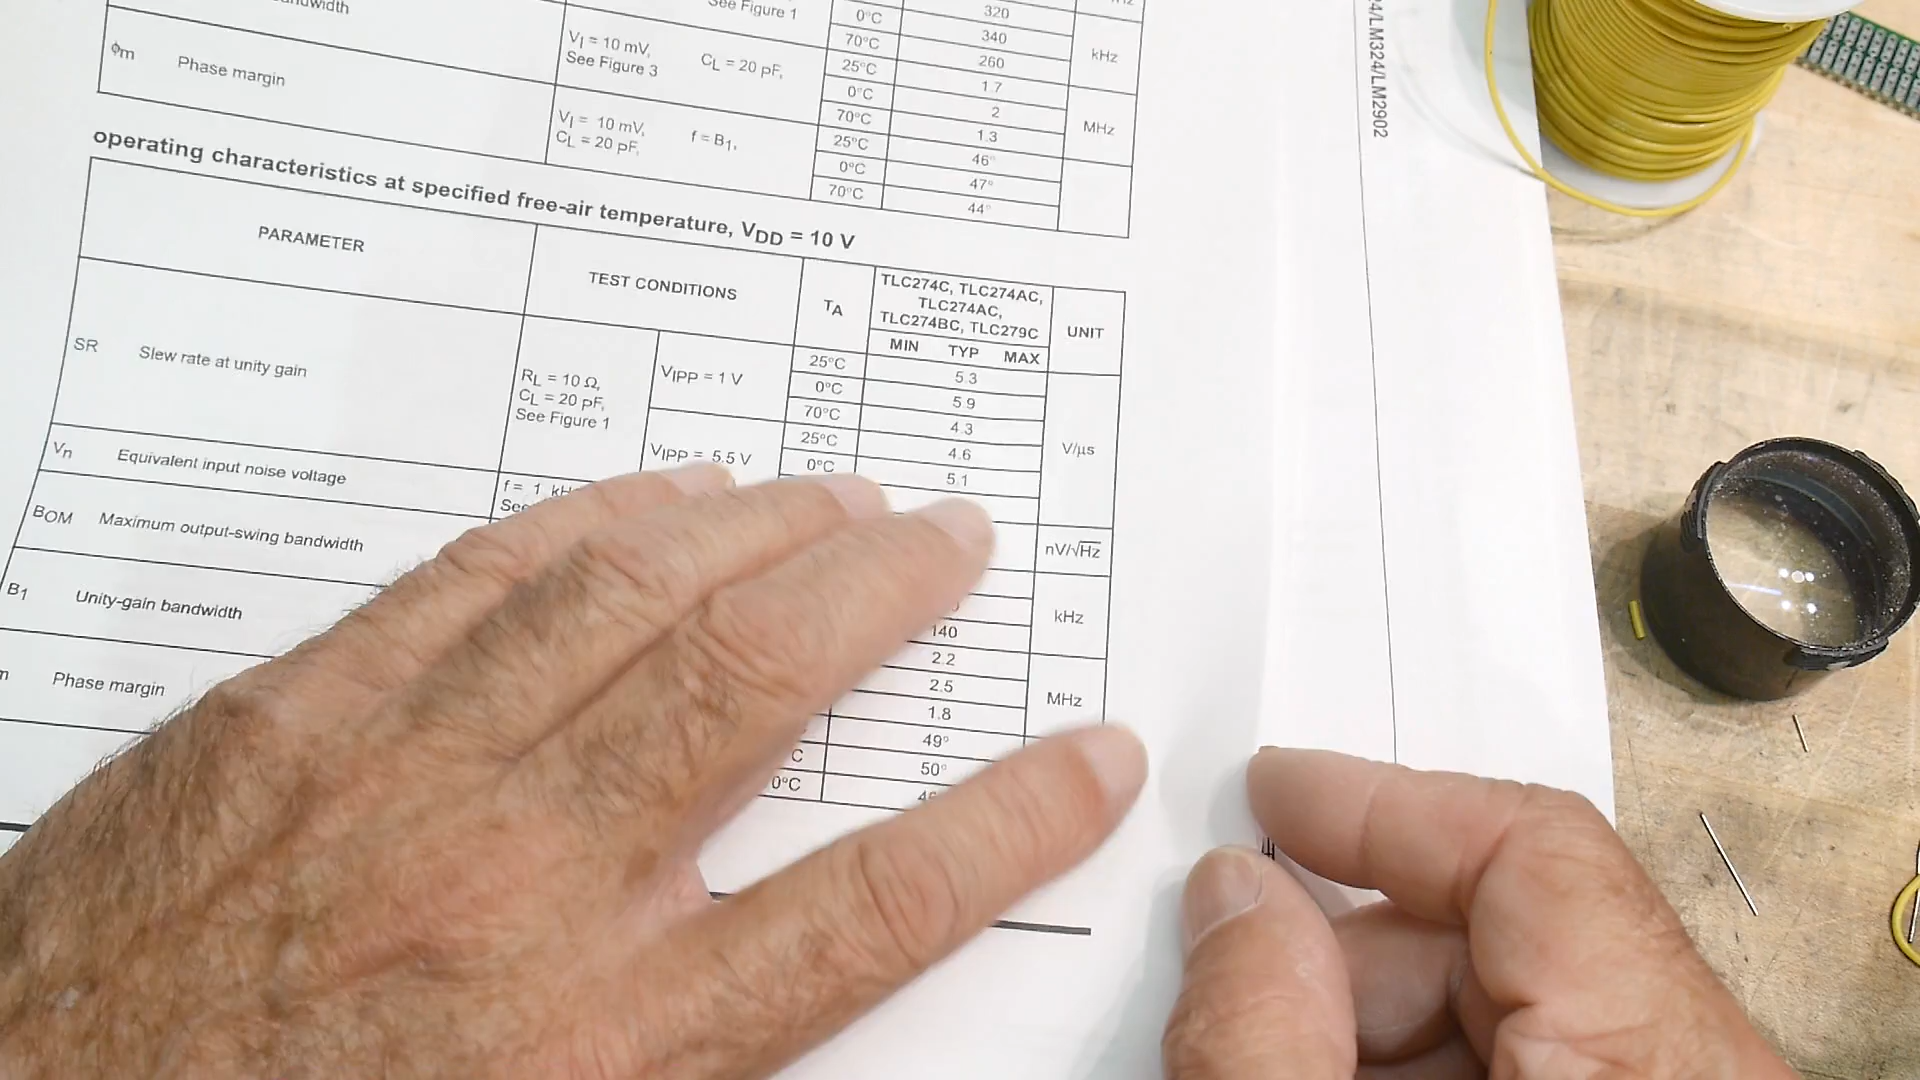 See Figure 1
320
0°C
340
70°C
260
kHz
VI = 10 mV,
See Figure 3
CL = 20 pF,
25°C
1.7
0°C
2
70°C
1.3
MHz
ϕm Phase margin
VI = 10 mV,
CL = 20 pF,
f = B1,
25°C
46°
0°C
47°
70°C
44°
operating characteristics at specified free-air temperature, VDD = 10 V
PARAMETER
TEST CONDITIONS
TA
TLC274C, TLC274AC,
TLC274AC,
TLC274BC, TLC279C
MIN TYP MAX
UNIT
SR Slew rate at unity gain
RL = 10 Ω,
CL = 20 pF,
See Figure 1
VIPP = 1 V
25°C
5.3
0°C
5.9
70°C
4.3
VIPP = 5.5 V
25°C
4.6
0°C
5.1
V/μs
Vn Equivalent input noise voltage
f = 1
nV/√Hz
BOM Maximum output-swing bandwidth
140
kHz
B1 Unity-gain bandwidth
2.2
2.5
1.8
MHz
Phase margin
49°
50°
/LM324/LM2902